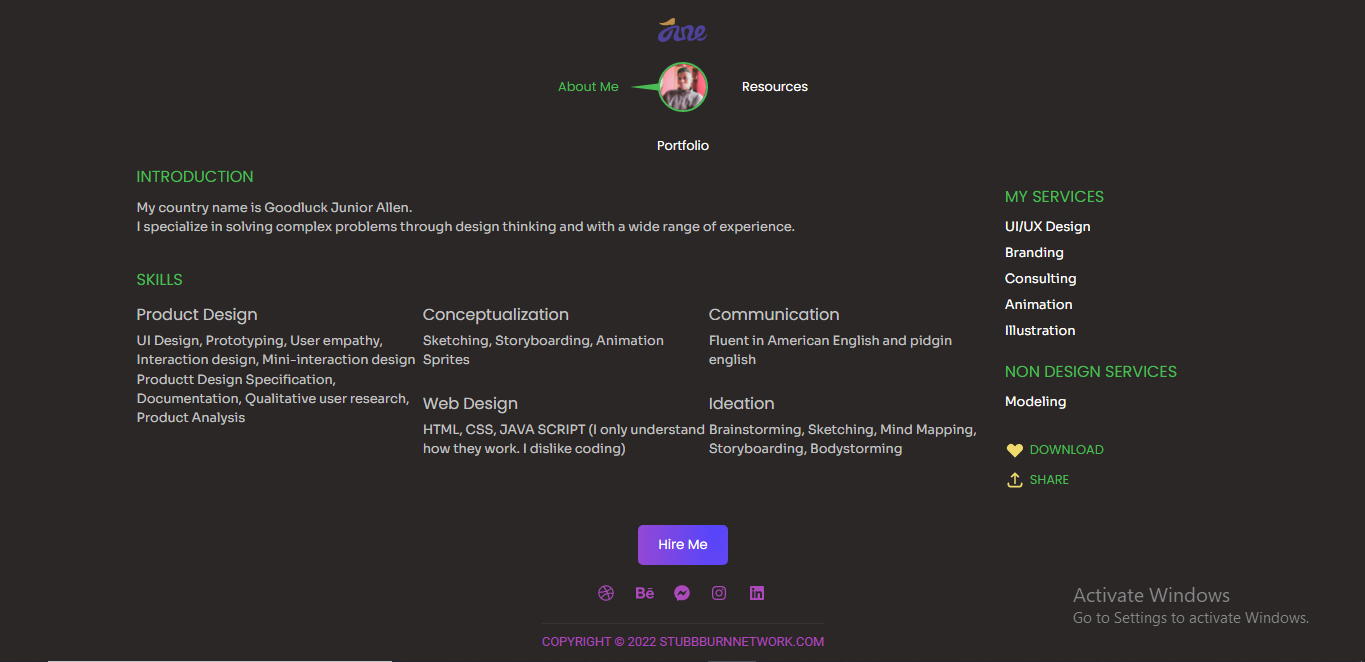 June
About Me
Resources
Portfolio
INTRODUCTION
My country name is Goodluck Junior Allen.
I specialize in solving complex problems through design thinking and with a wide range of experience.
SKILLS
Product Design
UI Design, Prototyping, User empathy,
Interaction design, Mini-interaction design
Productt Design Specification,
Documentation, Qualitative user research,
Product Analysis
Conceptualization
Sketching, Storyboarding, Animation
Sprites
Web Design
HTML, CSS, JAVA SCRIPT (I only understand
how they work. I dislike coding)
Communication
Fluent in American English and pidgin
english
Ideation
Brainstorming, Sketching, Mind Mapping,
Storyboarding, Bodystorming
MY SERVICES
UI/UX Design
Branding
Consulting
Animation
Illustration
NON DESIGN SERVICES
Modeling
DOWNLOAD
SHARE
Hire Me
Bē
COPYRIGHT © 2022 STUBBBURNNETWORK.COM
Activate Windows
Go to Settings to activate Windows.